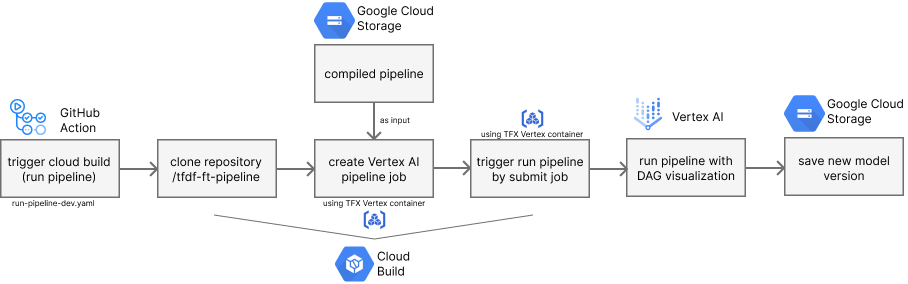 Google Cloud
Storage
compiled pipeline
as input
GitHub
Action
trigger cloud build
(run pipeline)
run-pipeline-dev.yaml
clone repository
/tfdf-ft-pipeline
create Vertex AI
pipeline job
using TFX Vertex container
using TFX Vertex container
trigger run pipeline
by submit job
Vertex AI
run pipeline with
DAG visualization
Google Cloud
Storage
save new model
version
Cloud
Build